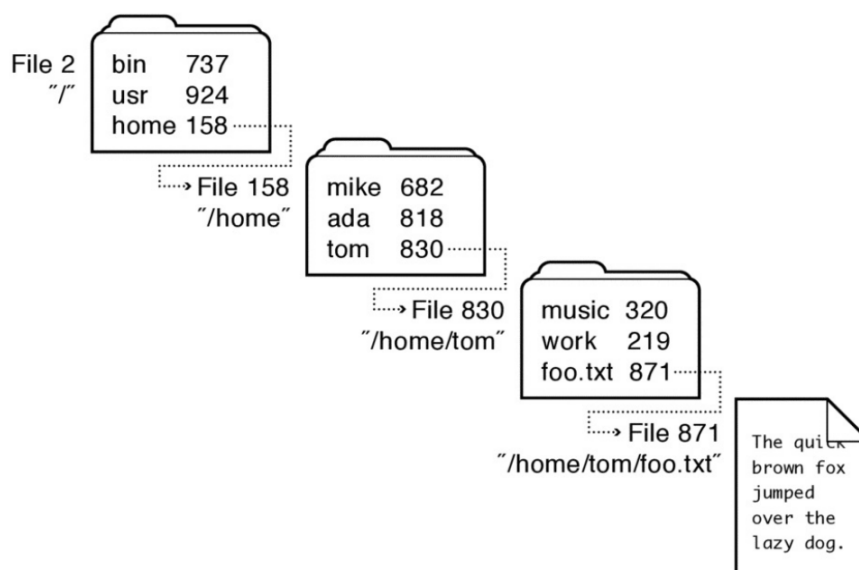 File 2
"/"
bin 737
usr 924
home 158
File 158
"/home"
mike 682
ada 818
tom 830
File 830
"/home/tom"
music 320
work 219
foo.txt 871
File 871
"/home/tom/foo.txt"
The quick
brown fox
jumped
over the
lazy dog.